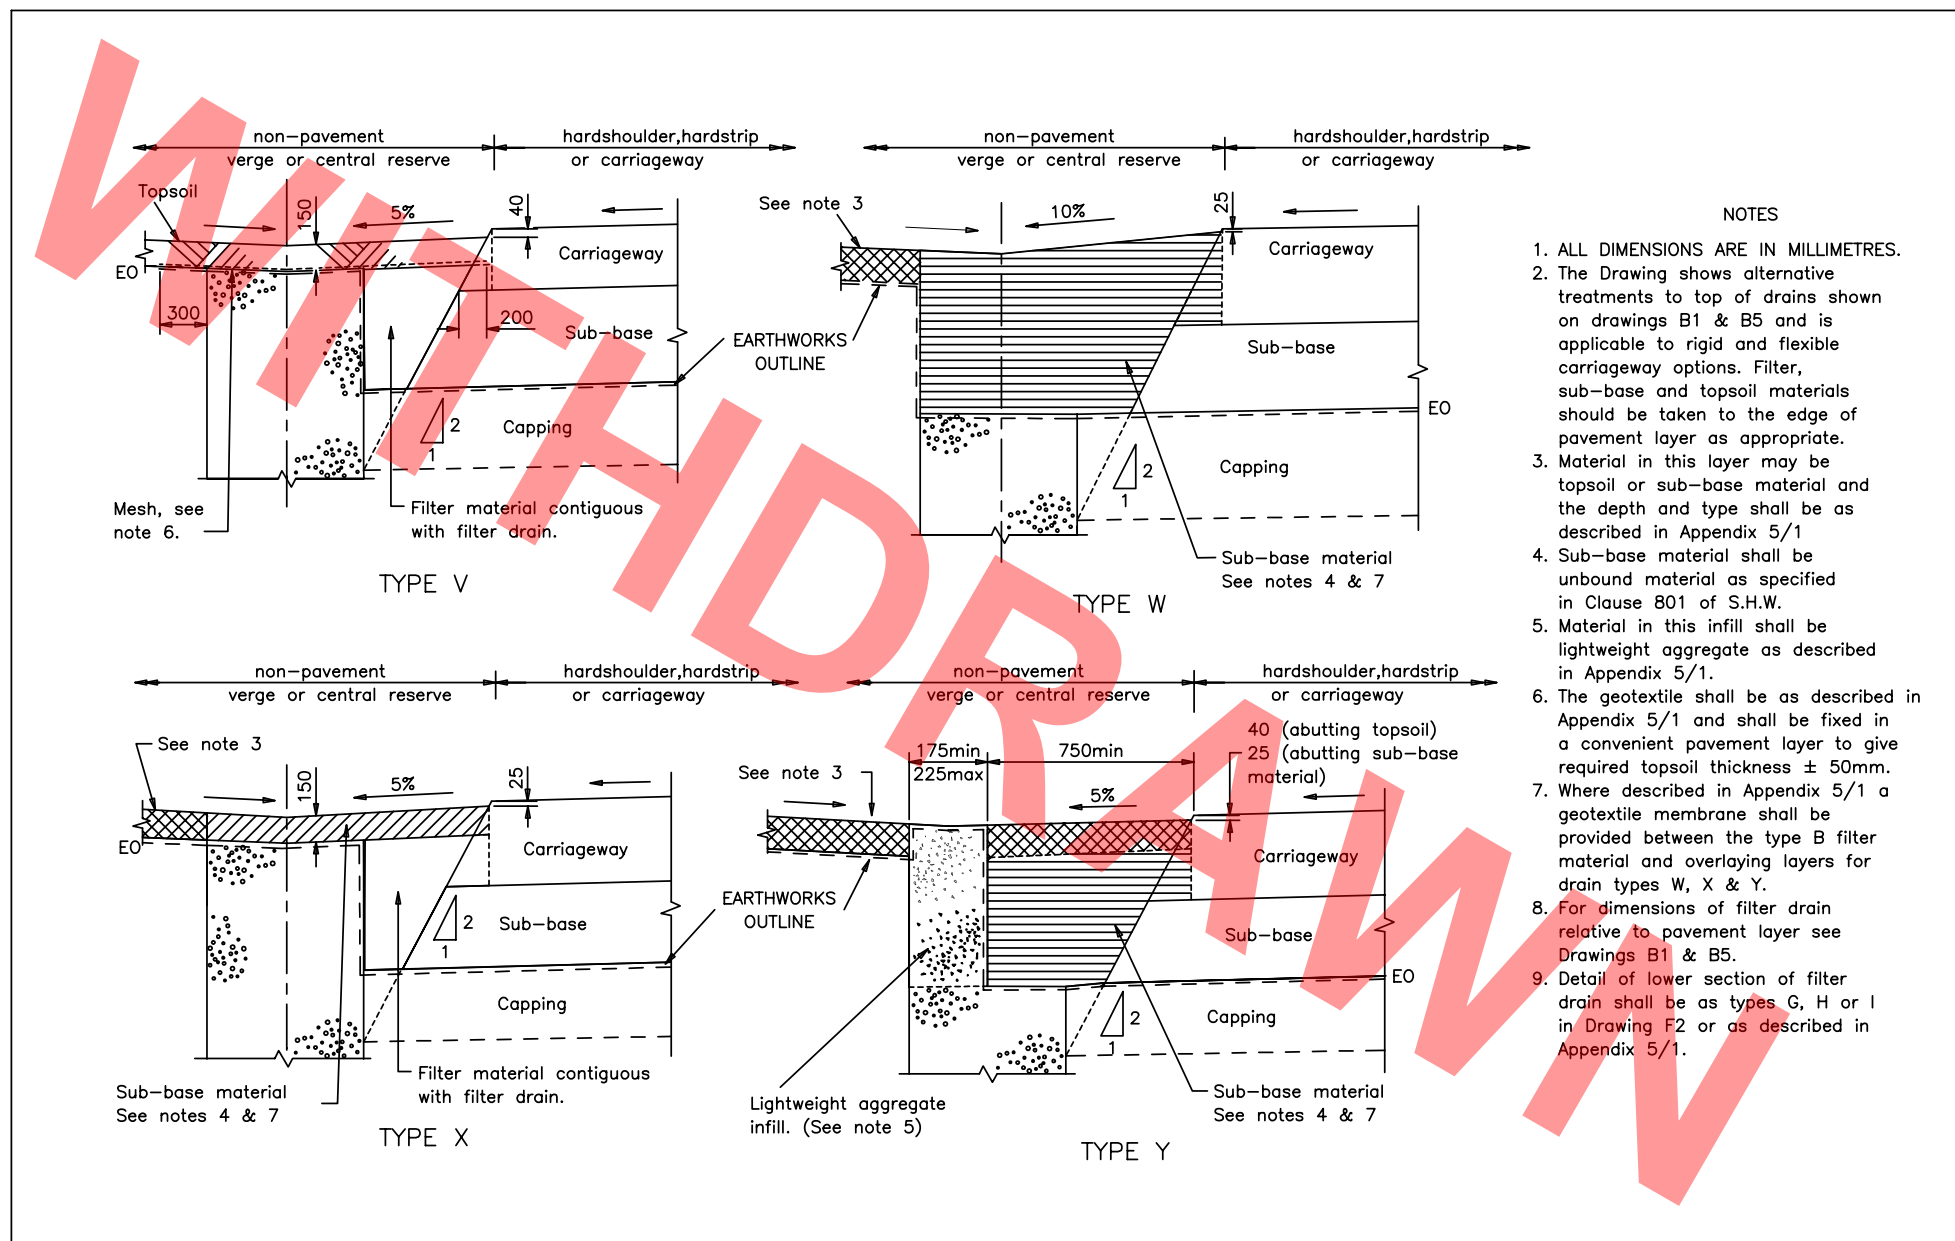 non-pavement
verge or central reserve
hardshoulder,hardstrip
or carriageway
Topsoil
150
5%
40
Carriageway
EO
300
200
Sub-base
EARTHWORKS
OUTLINE
2
1
Capping
Mesh, see
note 6.
Filter material contiguous
with filter drain.
TYPE V
non-pavement
verge or central reserve
hardshoulder,hardstrip
or carriageway
See note 3
10%
25
Carriageway
Sub-base
EO
2
1
Capping
Sub-base material
See notes 4 & 7
TYPE W
non-pavement
verge or central reserve
hardshoulder,hardstrip
or carriageway
See note 3
150
5%
25
EO
Carriageway
EARTHWORKS
OUTLINE
2
1
Sub-base
Capping
Sub-base material
See notes 4 & 7
Filter material contiguous
with filter drain.
TYPE X
non-pavement
verge or central reserve
hardshoulder,hardstrip
or carriageway
175min
225max
750min
40 (abutting topsoil)
25 (abutting sub-base
material)
See note 3
5%
Carriageway
Sub-base
EO
2
1
Capping
Lightweight aggregate
infill. (See note 5)
Sub-base material
See notes 4 & 7
TYPE Y
NOTES
1. ALL DIMENSIONS ARE IN MILLIMETRES.
2. The Drawing shows alternative
treatments to top of drains shown
on drawings B1 & B5 and is
applicable to rigid and flexible
carriageway options. Filter,
sub-base and topsoil materials
should be taken to the edge of
pavement layer as appropriate.
3. Material in this layer may be
topsoil or sub-base material and
the depth and type shall be as
described in Appendix 5/1
4. Sub-base material shall be
unbound material as specified
in Clause 801 of S.H.W.
5. Material in this infill shall be
lightweight aggregate as described
in Appendix 5/1.
6. The geotextile shall be as described in
Appendix 5/1 and shall be fixed in
a convenient pavement layer to give
required topsoil thickness ± 50mm.
7. Where described in Appendix 5/1 a
geotextile membrane shall be
provided between the type B filter
material and overlaying layers for
drain types W, X & Y.
8. For dimensions of filter drain
relative to pavement layer see
Drawings B1 & B5.
9. Detail of lower section of filter
drain shall be as types G, H or I
in Drawing F2 or as described in
Appendix 5/1.
WITHDRAWN